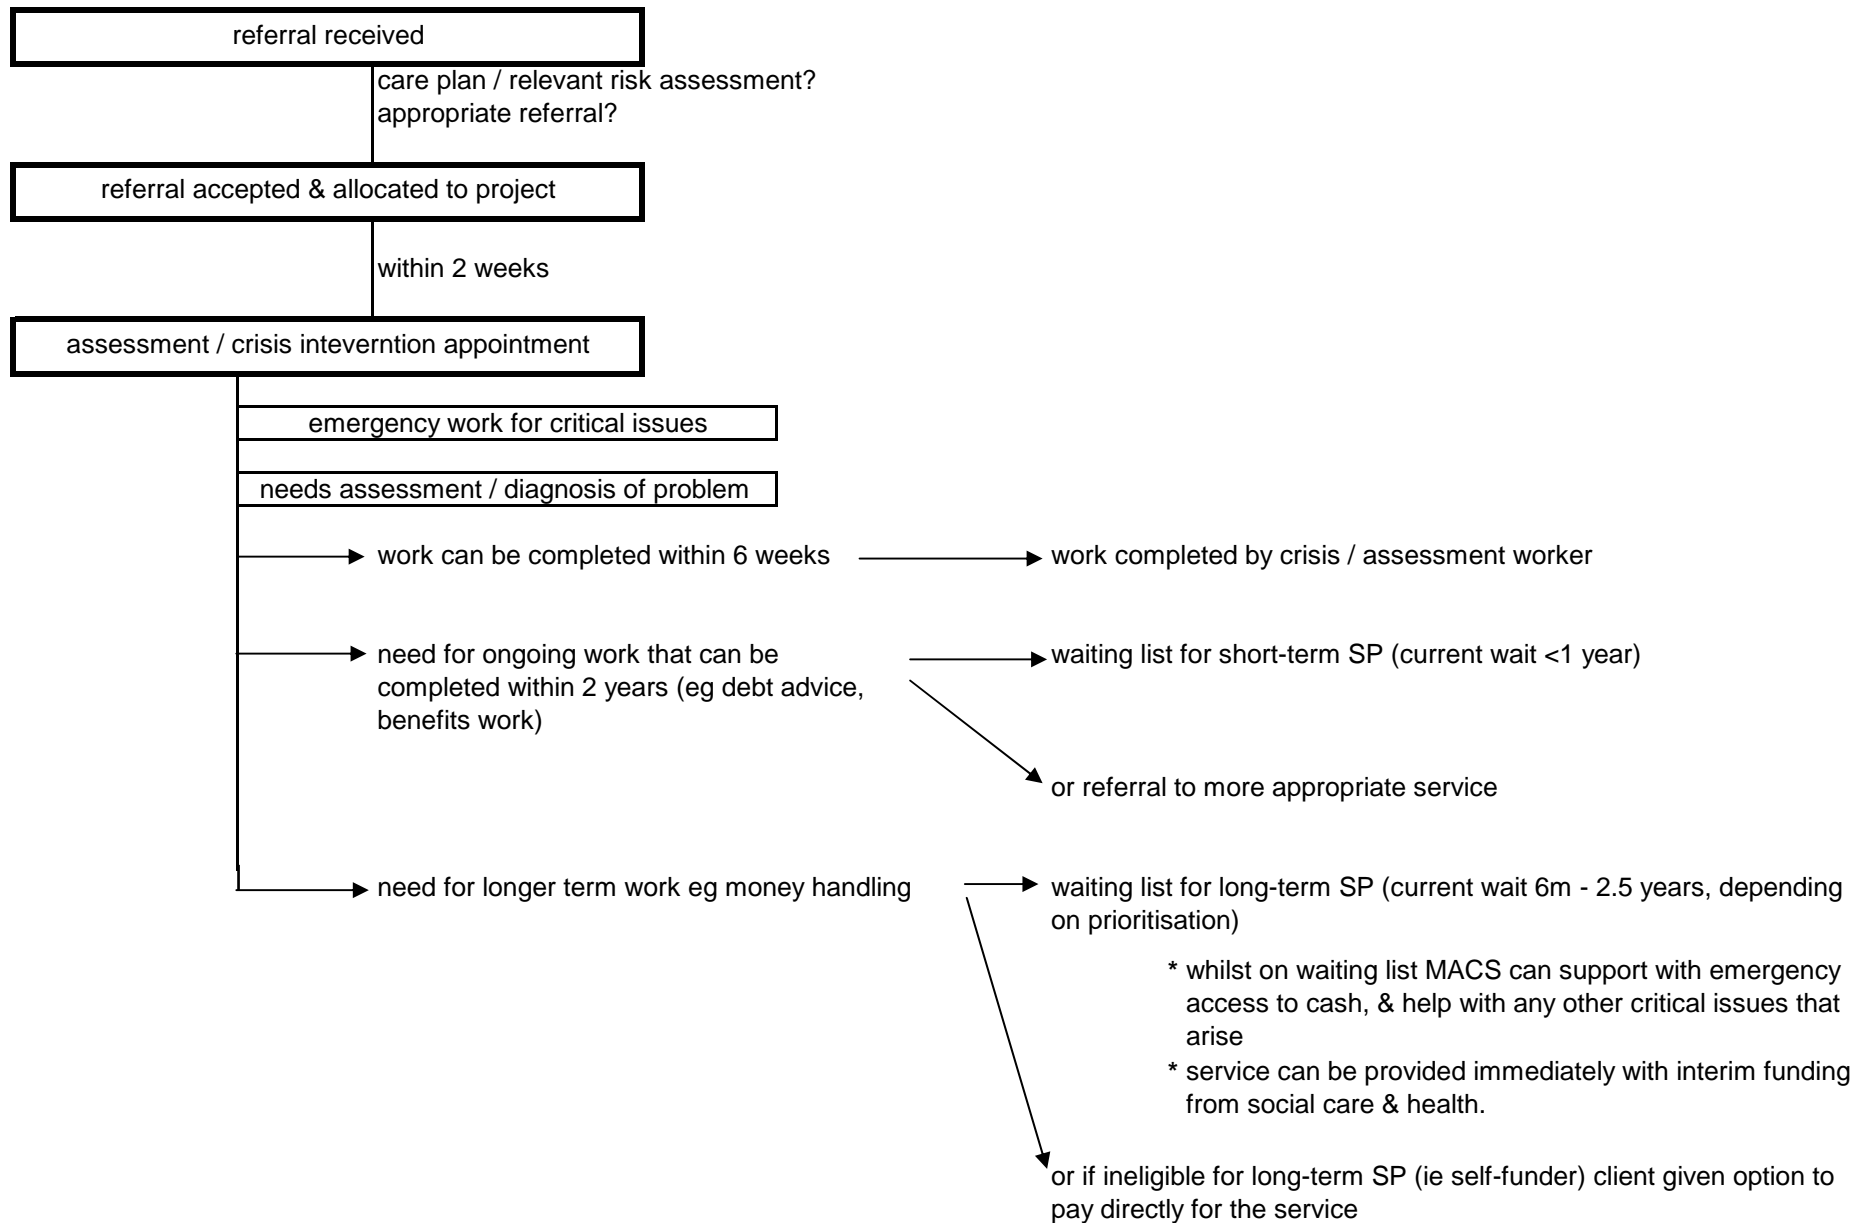 referral received
care plan / relevant risk assessment?
appropriate referral?
referral accepted & allocated to project
within 2 weeks
assessment / crisis inteverntion appointment
emergency work for critical issues
needs assessment / diagnosis of problem
work can be completed within 6 weeks
work completed by crisis / assessment worker
need for ongoing work that can be
completed within 2 years (eg debt advice,
benefits work)
waiting list for short-term SP (current wait <1 year)
or referral to more appropriate service
need for longer term work eg money handling
waiting list for long-term SP (current wait 6m - 2.5 years, depending
on prioritisation)
* whilst on waiting list MACS can support with emergency
access to cash, & help with any other critical issues that
arise
* service can be provided immediately with interim funding
from social care & health.
or if ineligible for long-term SP (ie self-funder) client given option to
pay directly for the service